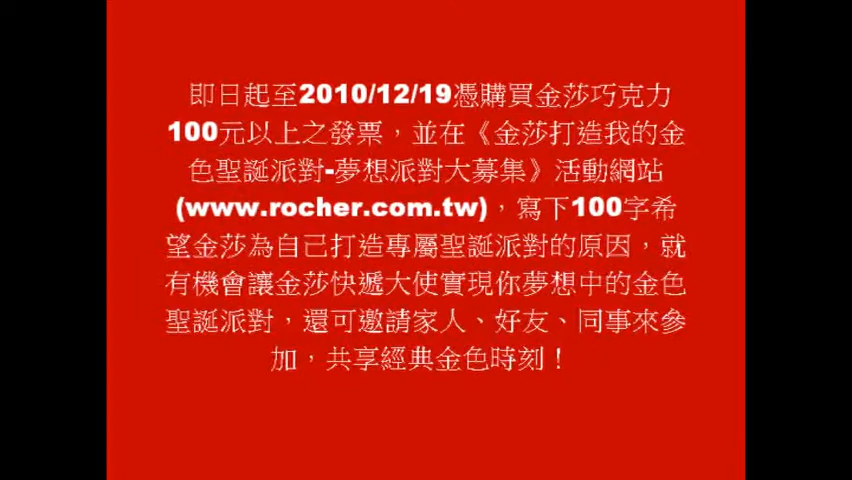 即日起至2010/12/19憑購買金莎巧克力
100元以上之發票，並在《金莎打造我的金
色聖誕派對-夢想派對大募集》活動網站
(www.rocher.com.tw)，寫下100字希
望金莎為自己打造專屬聖誕派對的原因，就
有機會讓金莎快遞大使實現你夢想中的金色
聖誕派對，還可邀請家人、好友、同事來參
加，共享經典金色時刻！